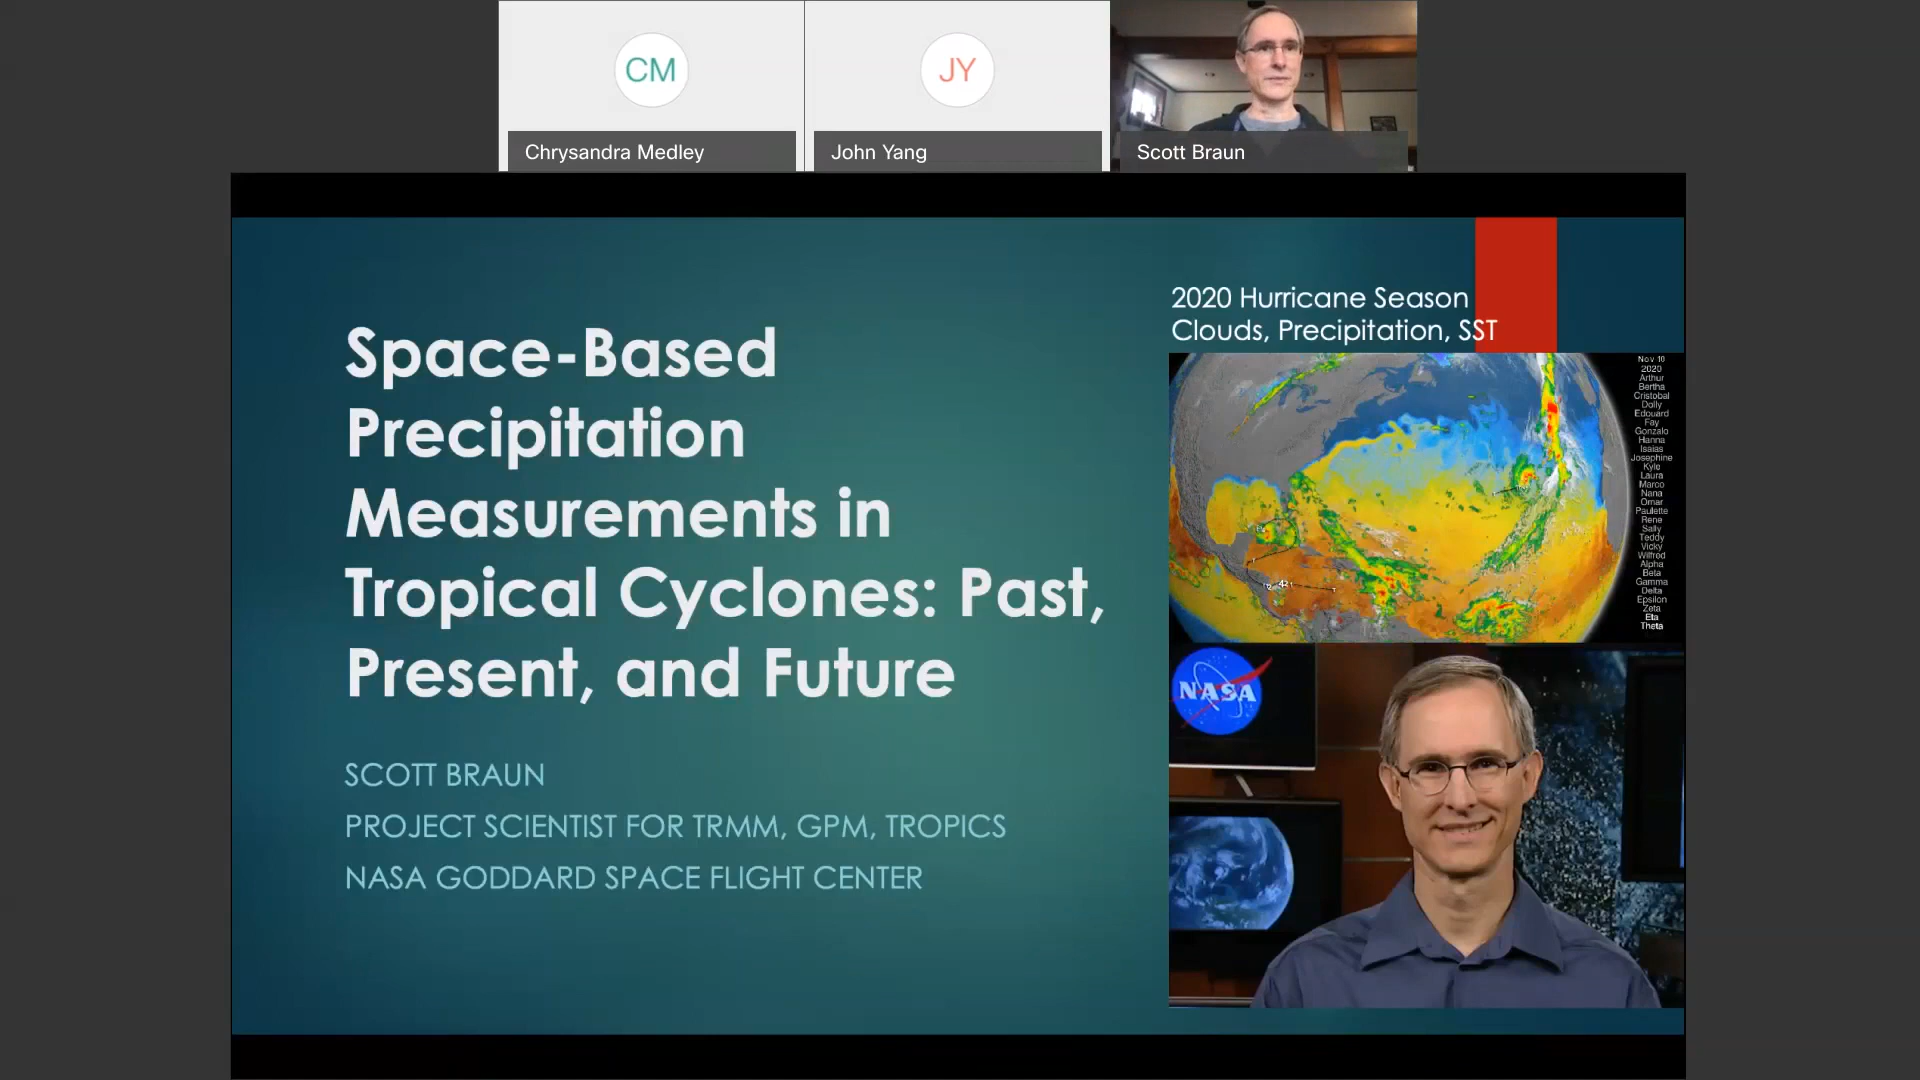 CM
JY
Chrysandra Medley
John Yang
Scott Braun
2020 Hurricane Season
Clouds, Precipitation, SST
Space-Based
Precipitation
Measurements in
Tropical Cyclones: Past,
Present, and Future
SCOTT BRAUN
PROJECT SCIENTIST FOR TRMM, GPM, TROPICS
NASA GODDARD SPACE FLIGHT CENTER
Nov 10
2020
Arthur
Bertha
Cristobal
Dolly
Edouard
Fay
Gonzalo
Hanna
Isaias
Josephine
Kyle
Laura
Marco
Nana
Omar
Paulette
Rene
Sally
Teddy
Vicky
Wilfred
Alpha
Beta
Gamma
Delta
Epsilon
Zeta
Eta
Theta
NASA